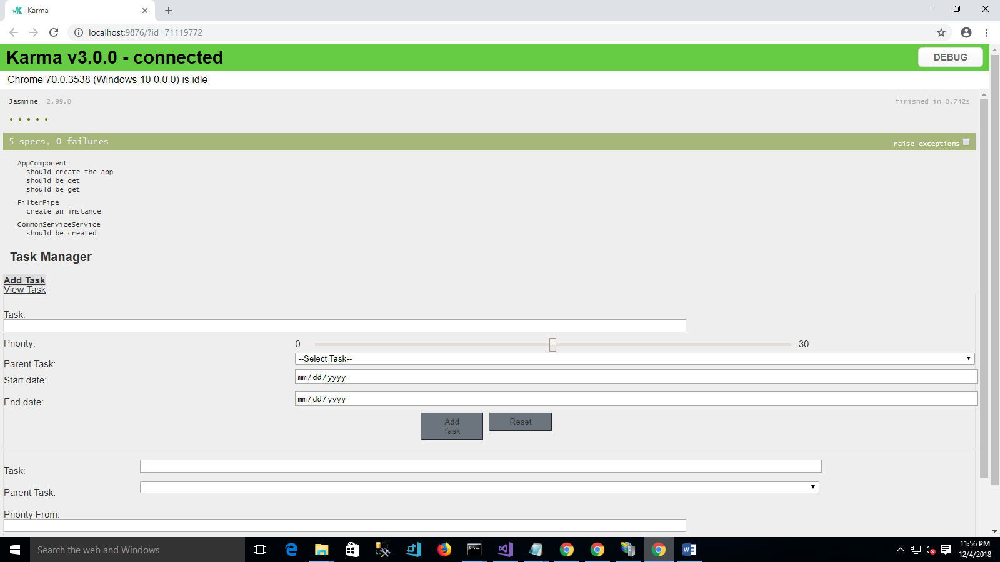 Karma
localhost:9876/?id=71119772
Karma v3.0.0 - connected
DEBUG
Chrome 70.0.3538 (Windows 10 0.0.0) is idle
Jasmine 2.99.0
finished in 0.742s
5 specs, 0 failures
raise exceptions
AppComponent
should create the app
should be get
should be get
FilterPipe
create an instance
CommonServiceService
should be created
Task Manager
Add Task
View Task
Task:
Priority:
0
30
Parent Task:
--Select Task--
Start date:
mm/dd/yyyy
End date:
mm/dd/yyyy
Add
Task
Reset
Task:
Parent Task:
Priority From:
Search the web and Windows
11:56 PM
12/4/2018